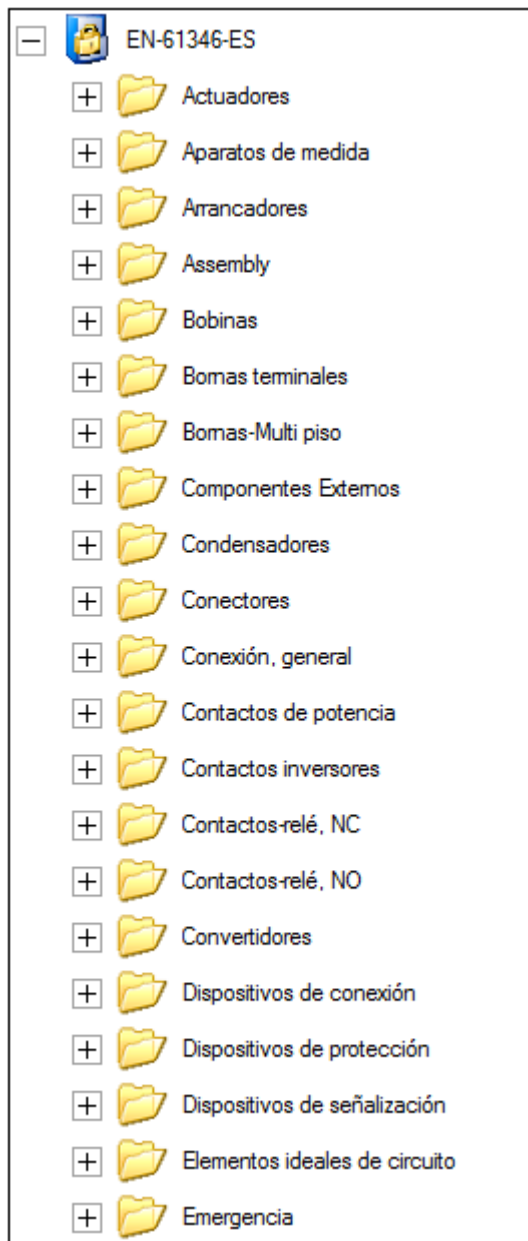 EN-61346-ES
Actuadores
Aparatos de medida
Arrancadores
Assembly
Bobinas
Bornas terminales
Bornas-Multi piso
Componentes Externos
Condensadores
Conectores
Conexión, general
Contactos de potencia
Contactos inversores
Contactos-relé, NC
Contactos-relé, NO
Convertidores
Dispositivos de conexión
Dispositivos de protección
Dispositivos de señalización
Elementos ideales de circuito
Emergencia